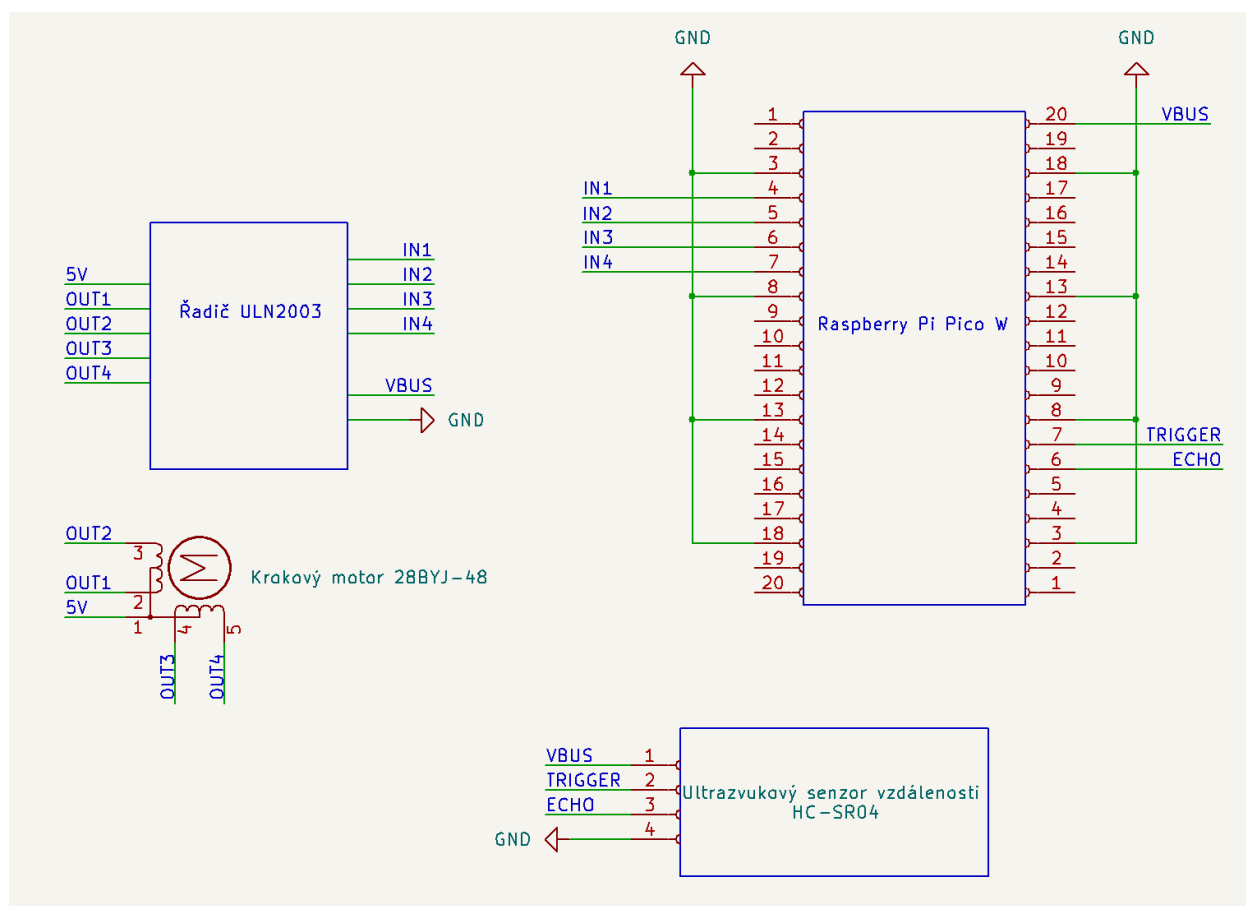 GND
GND
1
2
3
4
5
6
7
8
9
10
11
12
13
14
15
16
17
18
19
20
IN1
IN2
IN3
IN4
Raspberry Pi Pico W
20
19
18
17
16
15
14
13
12
11
10
9
8
7
6
5
4
3
2
1
VBUS
TRIGGER
ECHO
5V
OUT1
OUT2
OUT3
OUT4
Řadič ULN2003
IN1
IN2
IN3
IN4
VBUS
GND
OUT2
OUT1
5V
3
2
1
4
5
M
OUT3
OUT4
Krokový motor 28BYJ-48
VBUS
TRIGGER
ECHO
GND
1
2
3
4
Ultrazvukový senzor vzdálenosti
HC-SR04